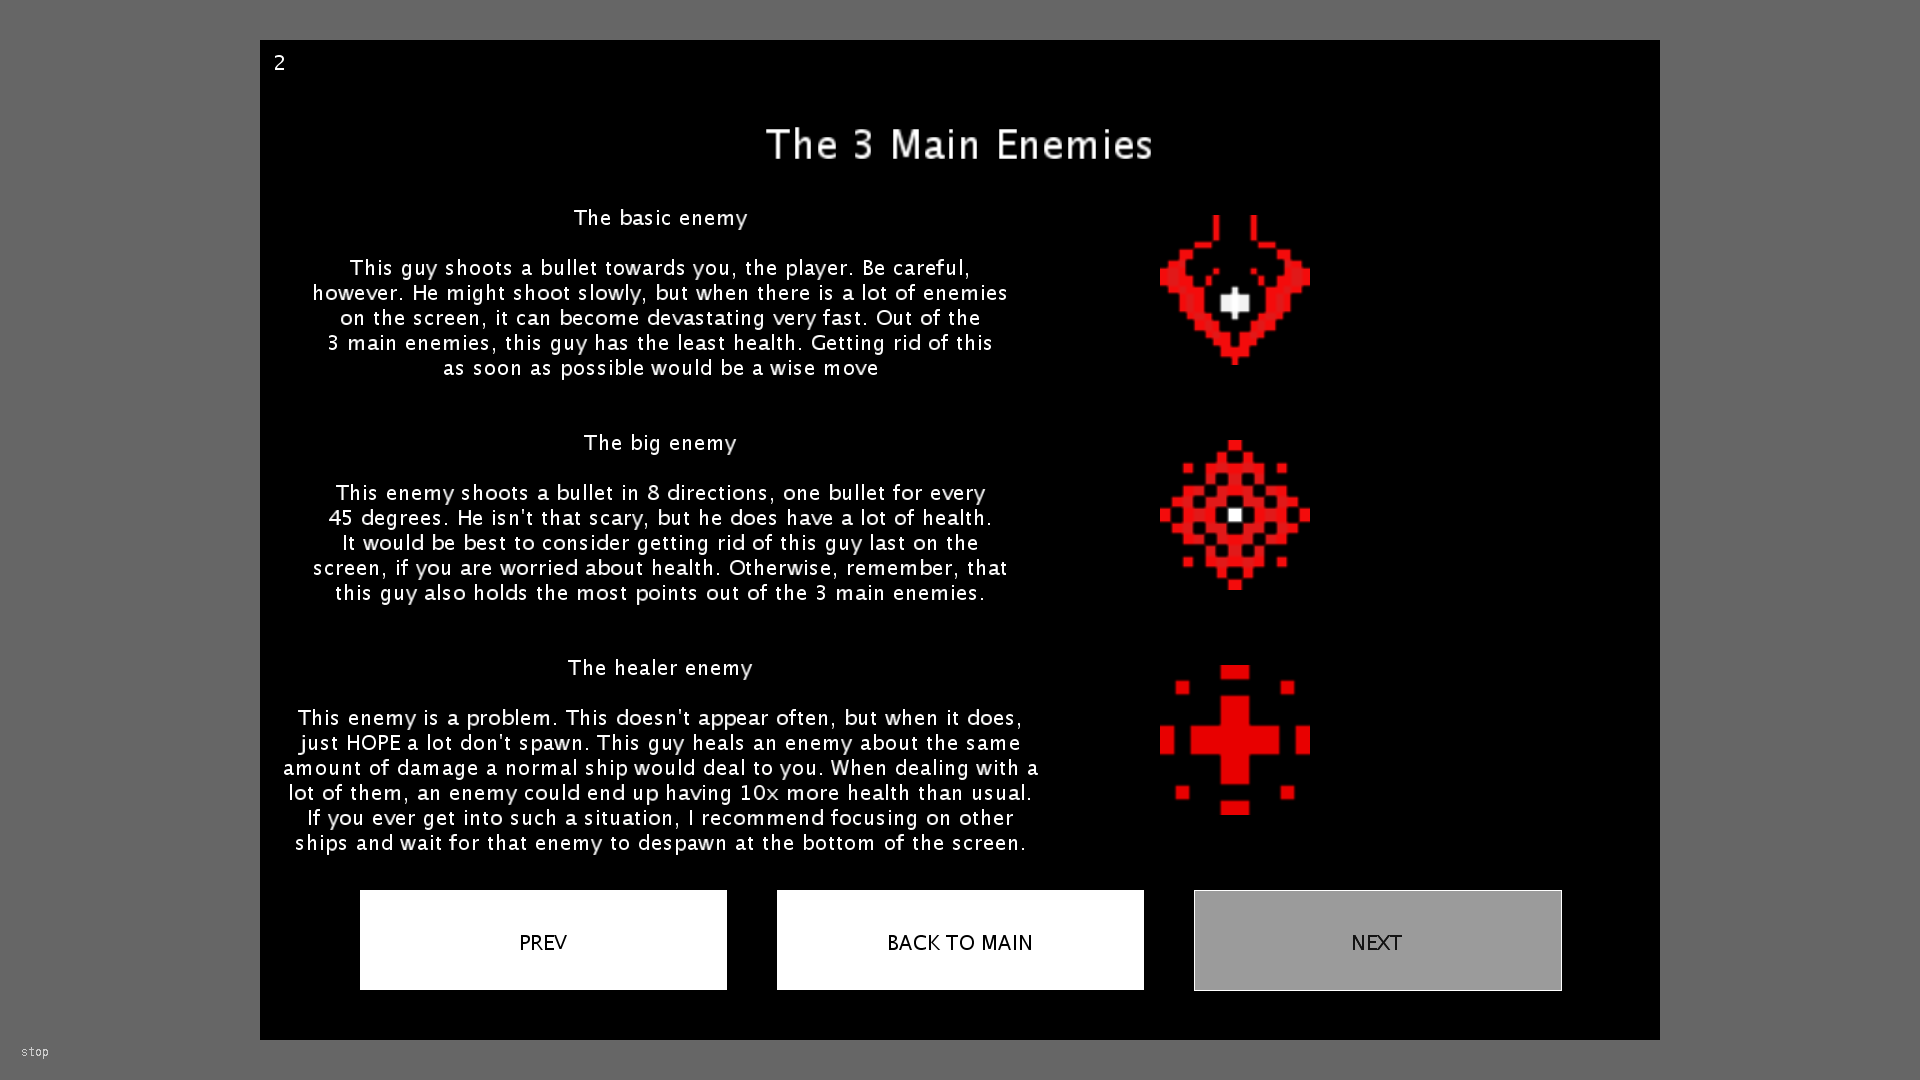 2
The 3 Main Enemies
The basic enemy
This guy shoots a bullet towards you, the player. Be careful,
however. He might shoot slowly, but when there is a lot of enemies
on the screen, it can become devastating very fast. Out of the
3 main enemies, this guy has the least health. Getting rid of this
as soon as possible would be a wise move
The big enemy
This enemy shoots a bullet in 8 directions, one bullet for every
45 degrees. He isn't that scary, but he does have a lot of health.
It would be best to consider getting rid of this guy last on the
screen, if you are worried about health. Otherwise, remember, that
this guy also holds the most points out of the 3 main enemies.
The healer enemy
This enemy is a problem. This doesn't appear often, but when it does,
just HOPE a lot don't spawn. This guy heals an enemy about the same
amount of damage a normal ship would deal to you. When dealing with a
lot of them, an enemy could end up having 10x more health than usual.
If you ever get into such a situation, I recommend focusing on other
ships and wait for that enemy to despawn at the bottom of the screen.
PREV
BACK TO MAIN
NEXT
stop